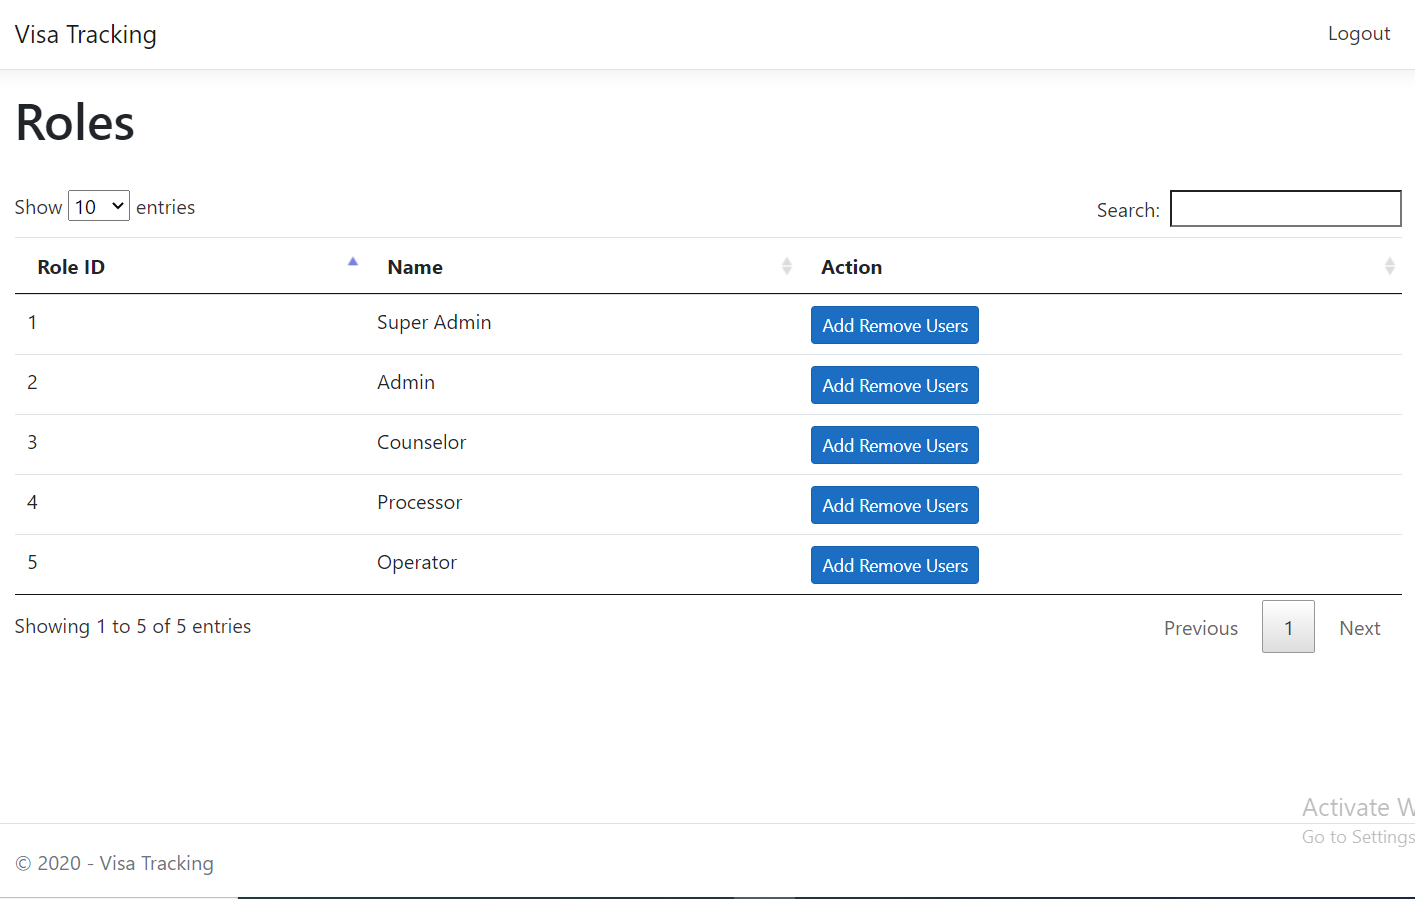 Visa Tracking Logout
Roles
Show 10 entries Search:
Role ID Name Action
1 Super Admin Add Remove Users
2 Admin Add Remove Users
3 Counselor Add Remove Users
4 Processor Add Remove Users
5 Operator Add Remove Users
Showing 1 to 5 of 5 entries Previous 1 Next
Activate W
Go to Settings
© 2020 - Visa Tracking